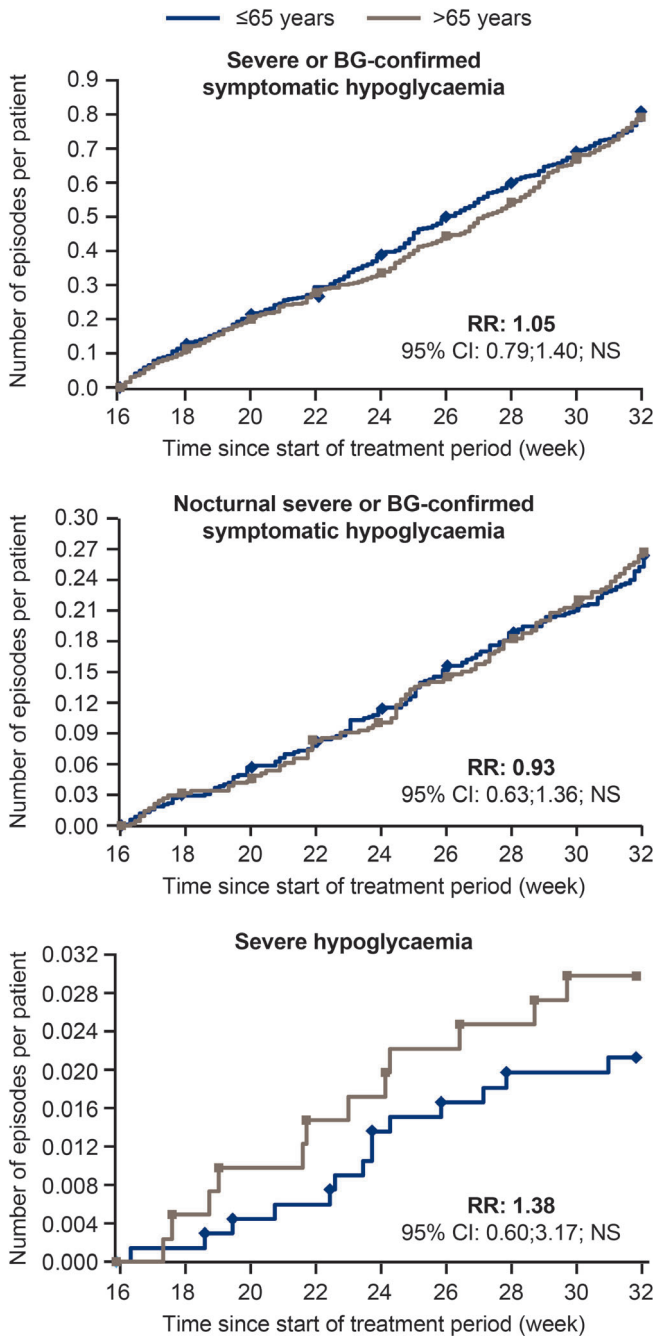 ≤65 years >65 years
Severe or BG-confirmed
symptomatic hypoglycaemia
Number of episodes per patient
0.9
0.8
0.7
0.6
0.5
0.4
0.3
0.2
0.1
0.0
RR: 1.05
95% CI: 0.79;1.40; NS
16 18 20 22 24 26 28 30 32
Time since start of treatment period (week)
Nocturnal severe or BG-confirmed
symptomatic hypoglycaemia
Number of episodes per patient
0.30
0.27
0.24
0.21
0.18
0.15
0.12
0.09
0.06
0.03
0.00
RR: 0.93
95% CI: 0.63;1.36; NS
16 18 20 22 24 26 28 30 32
Time since start of treatment period (week)
Severe hypoglycaemia
Number of episodes per patient
0.032
0.028
0.024
0.020
0.016
0.012
0.008
0.004
0.000
RR: 1.38
95% CI: 0.60;3.17; NS
16 18 20 22 24 26 28 30 32
Time since start of treatment period (week)